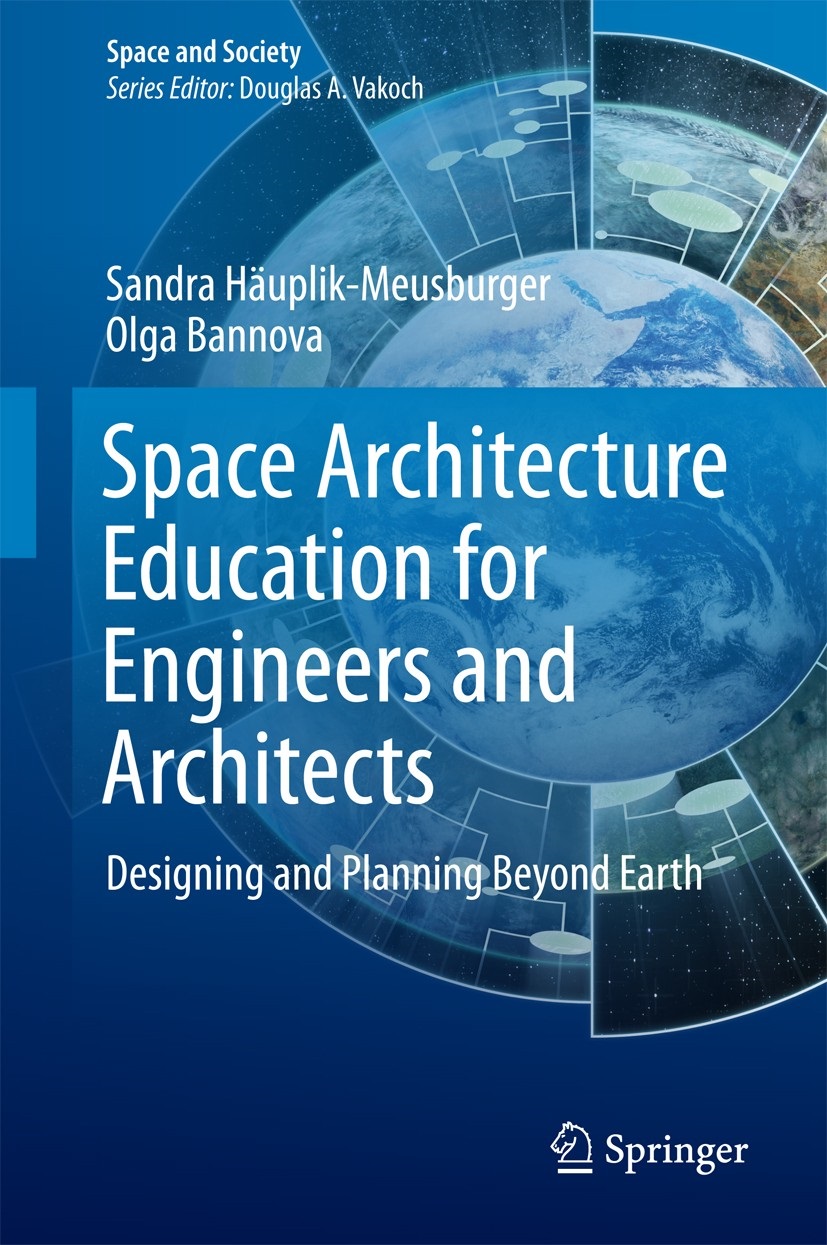 Space and Society
Series Editor: Douglas A. Vakoch
Sandra Häuplik-Meusburger
Olga Bannova
Space Architecture
Education for
Engineers and
Architects
Designing and Planning Beyond Earth
Springer